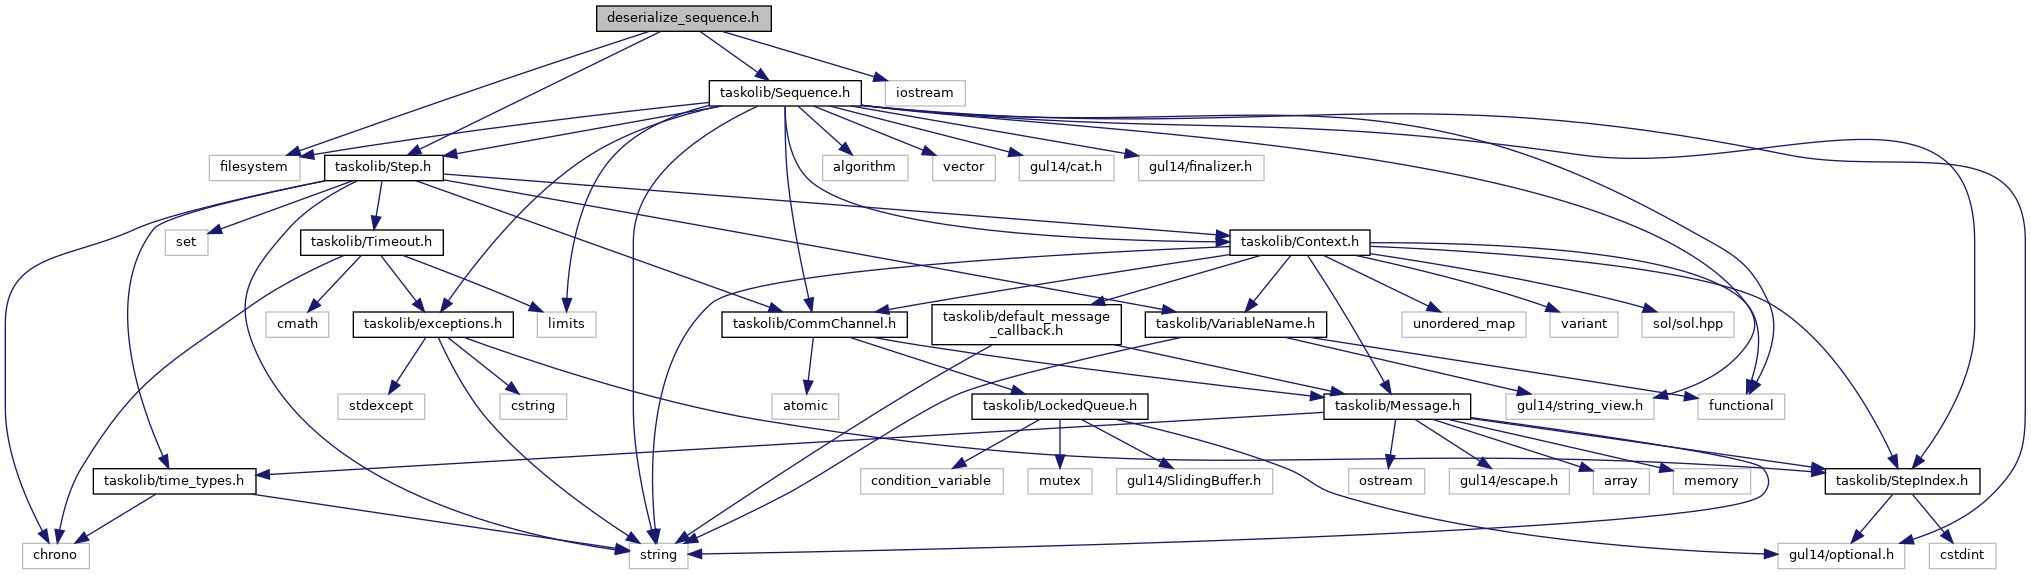 deserialize_sequence.h
taskolib/Sequence.h
iostream
filesystem
taskolib/Step.h
algorithm
vector
gul14/cat.h
gul14/finalizer.h
set
taskolib/Timeout.h
taskolib/Context.h
cmath
taskolib/exceptions.h
limits
taskolib/CommChannel.h
taskolib/default_message
_callback.h
taskolib/VariableName.h
unordered_map
variant
sol/sol.hpp
stdexcept
cstring
atomic
taskolib/LockedQueue.h
taskolib/Message.h
gul14/string_view.h
functional
taskolib/time_types.h
condition_variable
mutex
gul14/SlidingBuffer.h
ostream
gul14/escape.h
array
memory
taskolib/StepIndex.h
chrono
string
gul14/optional.h
cstdint